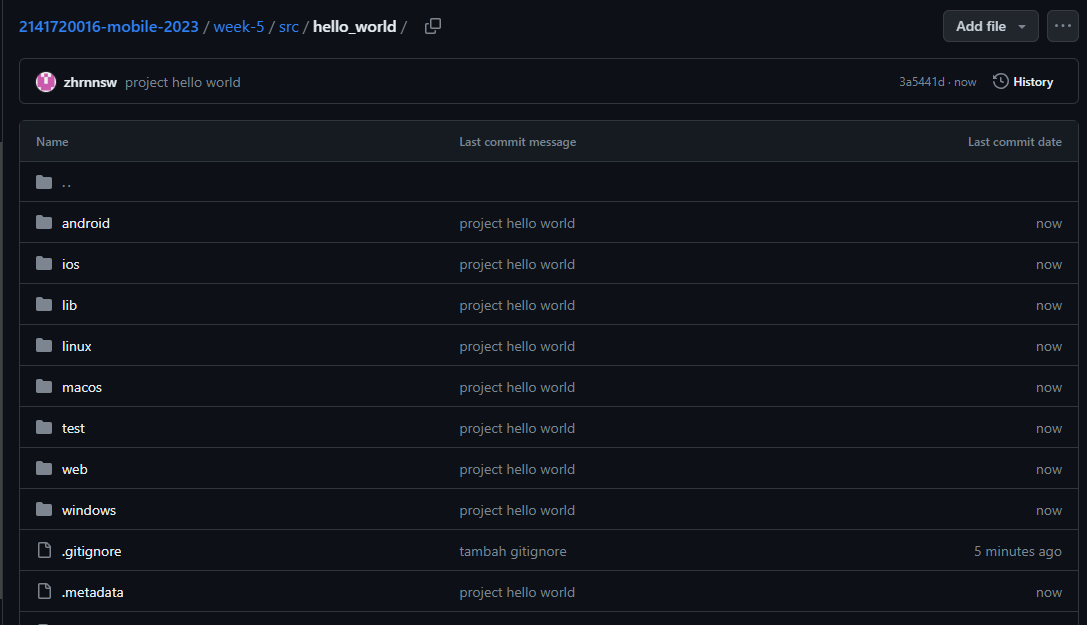 2141720016-mobile-2023 / week-5 / src / hello_world /
Add file
zhrnnsw project hello world
3a5441d · now
History
Name Last commit message Last commit date
..
android project hello world now
ios project hello world now
lib project hello world now
linux project hello world now
macos project hello world now
test project hello world now
web project hello world now
windows project hello world now
.gitignore tambah gitignore 5 minutes ago
.metadata project hello world now